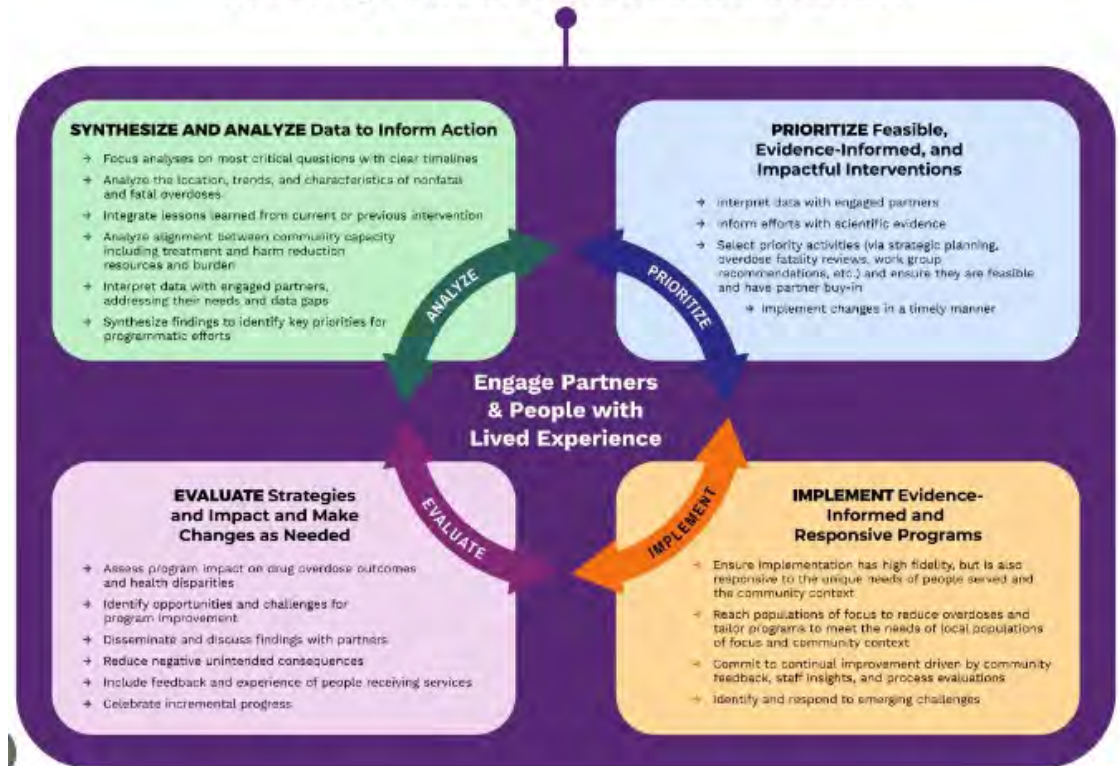 SYNTHESIZE AND ANALYZE Data to Inform Action
→ Focus analyses on most critical questions with clear timelines
→ Analyze the location, trends, and characteristics of nonfatal
and fatal overdoses
→ Integrate lessons learned from current or previous intervention
→ Analyze alignment between community capacity
including treatment and harm reduction
resources and burden
→ Interpret data with engaged partners,
addressing their needs and data gaps
→ Synthesize findings to identify key priorities for
programmatic efforts
ANALYZE
PRIORITIZE Feasible,
Evidence-Informed, and
Impactful Interventions
→ Interpret data with engaged partners
→ Inform efforts with scientific evidence
→ Select priority activities (via strategic planning,
overdose fatality reviews, work group
recommendations, etc.) and ensure they are feasible
and have partner buy-in
→ Implement changes in a timely manner
PRIORITIZE
Engage Partners
& People with
Lived Experience
EVALUATE Strategies
and Impact and Make
Changes as Needed
→ Assess program impact on drug overdose outcomes
and health disparities
→ Identify opportunities and challenges for
program improvement
→ Disseminate and discuss findings with partners
→ Reduce negative unintended consequences
→ Include feedback and experience of people receiving services
→ Celebrate incremental progress
EVALUATE
IMPLEMENT Evidence-
Informed and
Responsive Programs
→ Ensure implementation has high fidelity, but is also
responsive to the unique needs of people served and
the community context
→ Reach populations of focus to reduce overdoses and
tailor programs to meet the needs of local populations
of focus and community context
→ Commit to continual improvement driven by community
feedback, staff insights, and process evaluations
→ Identify and respond to emerging challenges
IMPLEMENT